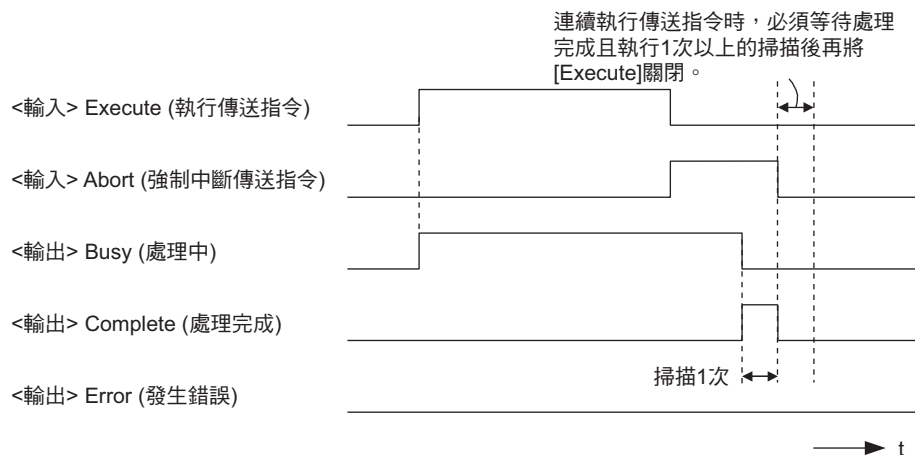 連續執行傳送指令時，必須等待處理
完成且執行1次以上的掃描後再將
[Execute]關閉。
<輸入> Execute (執行傳送指令)
<輸入> Abort (強制中斷傳送指令)
<輸出> Busy (處理中)
<輸出> Complete (處理完成)
掃描1次
<輸出> Error (發生錯誤)
t